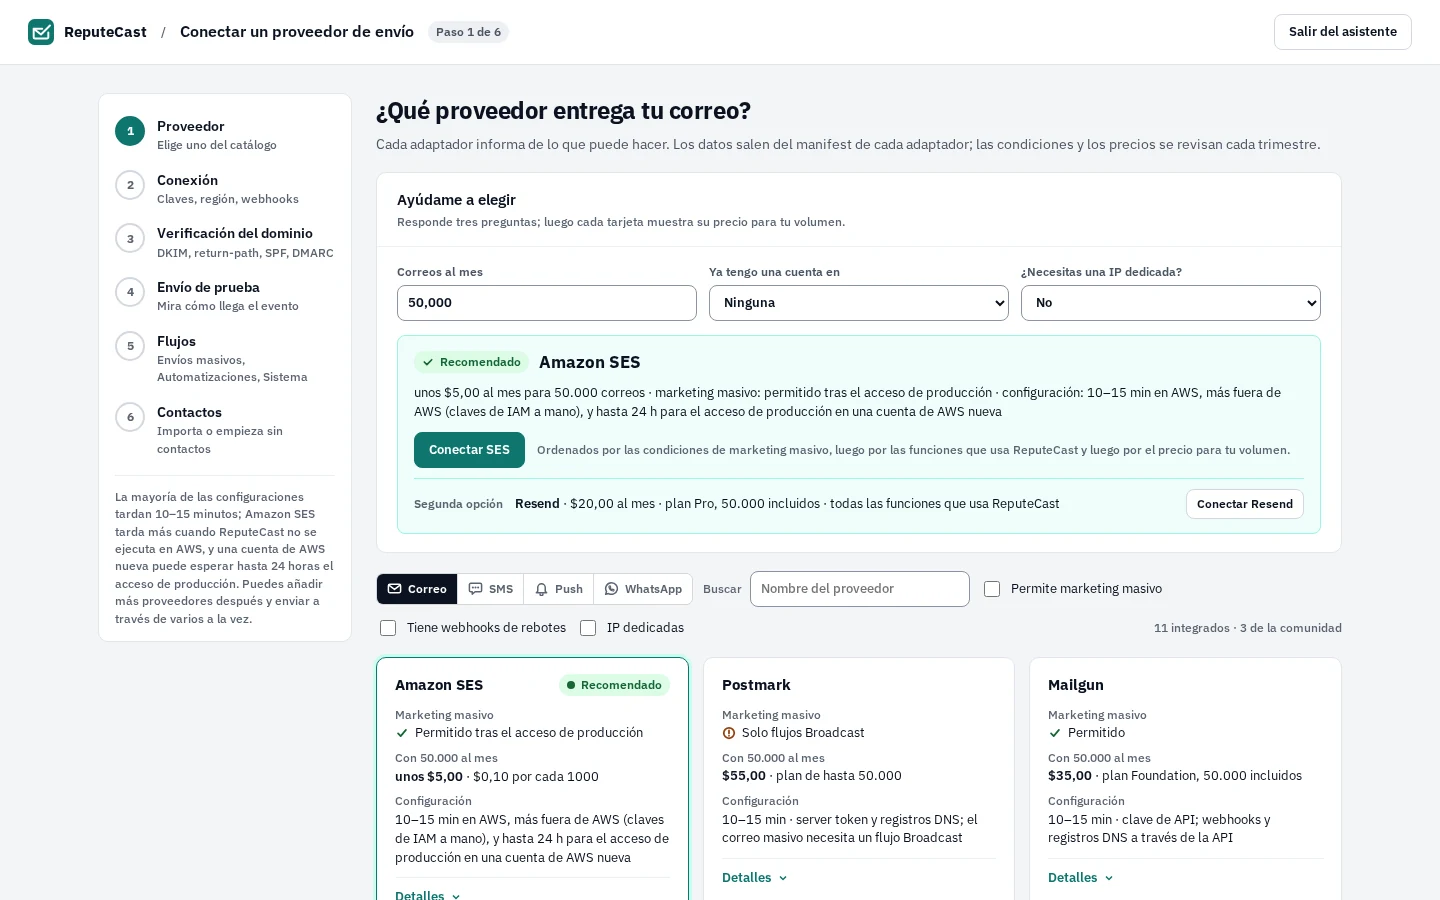 ReputeCast / Conectar un proveedor de envío Paso 1 de 6 Salir del asistente
1 Proveedor
Elige uno del catálogo
2 Conexión
Claves, región, webhooks
3 Verificación del dominio
DKIM, return-path, SPF, DMARC
4 Envío de prueba
Mira cómo llega el evento
5 Flujos
Envíos masivos,
Automatizaciones, Sistema
6 Contactos
Importa o empieza sin
contactos
La mayoría de las configuraciones
tardan 10–15 minutos; Amazon SES
tarda más cuando ReputeCast no se
ejecuta en AWS, y una cuenta de AWS
nueva puede esperar hasta 24 horas el
acceso de producción. Puedes añadir
más proveedores después y enviar a
través de varios a la vez.
¿Qué proveedor entrega tu correo?
Cada adaptador informa de lo que puede hacer. Los datos salen del manifest de cada adaptador; las condiciones y los precios se revisan cada trimestre.
Ayúdame a elegir
Responde tres preguntas; luego cada tarjeta muestra su precio para tu volumen.
Correos al mes
50,000
Ya tengo una cuenta en
Ninguna
¿Necesitas una IP dedicada?
No
Recomendado Amazon SES
unos $5,00 al mes para 50.000 correos · marketing masivo: permitido tras el acceso de producción · configuración: 10–15 min en AWS, más fuera de
AWS (claves de IAM a mano), y hasta 24 h para el acceso de producción en una cuenta de AWS nueva
Conectar SES Ordenados por las condiciones de marketing masivo, luego por las funciones que usa ReputeCast y luego por el precio para tu volumen.
Segunda opción Resend · $20,00 al mes · plan Pro, 50.000 incluidos · todas las funciones que usa ReputeCast Conectar Resend
Correo SMS Push WhatsApp Buscar Nombre del proveedor Permite marketing masivo
Tiene webhooks de rebotes IP dedicadas 11 integrados · 3 de la comunidad
Amazon SES Recomendado
Marketing masivo
Permitido tras el acceso de producción
Con 50.000 al mes
unos $5,00 · $0,10 por cada 1000
Configuración
10–15 min en AWS, más fuera de AWS (claves
de IAM a mano), y hasta 24 h para el acceso de
producción en una cuenta de AWS nueva
Detalles
Postmark
Marketing masivo
Solo flujos Broadcast
Con 50.000 al mes
$55,00 · plan de hasta 50.000
Configuración
10–15 min · server token y registros DNS; el
correo masivo necesita un flujo Broadcast
Detalles
Mailgun
Marketing masivo
Permitido
Con 50.000 al mes
$35,00 · plan Foundation, 50.000 incluidos
Configuración
10–15 min · clave de API; webhooks y
registros DNS a través de la API
Detalles